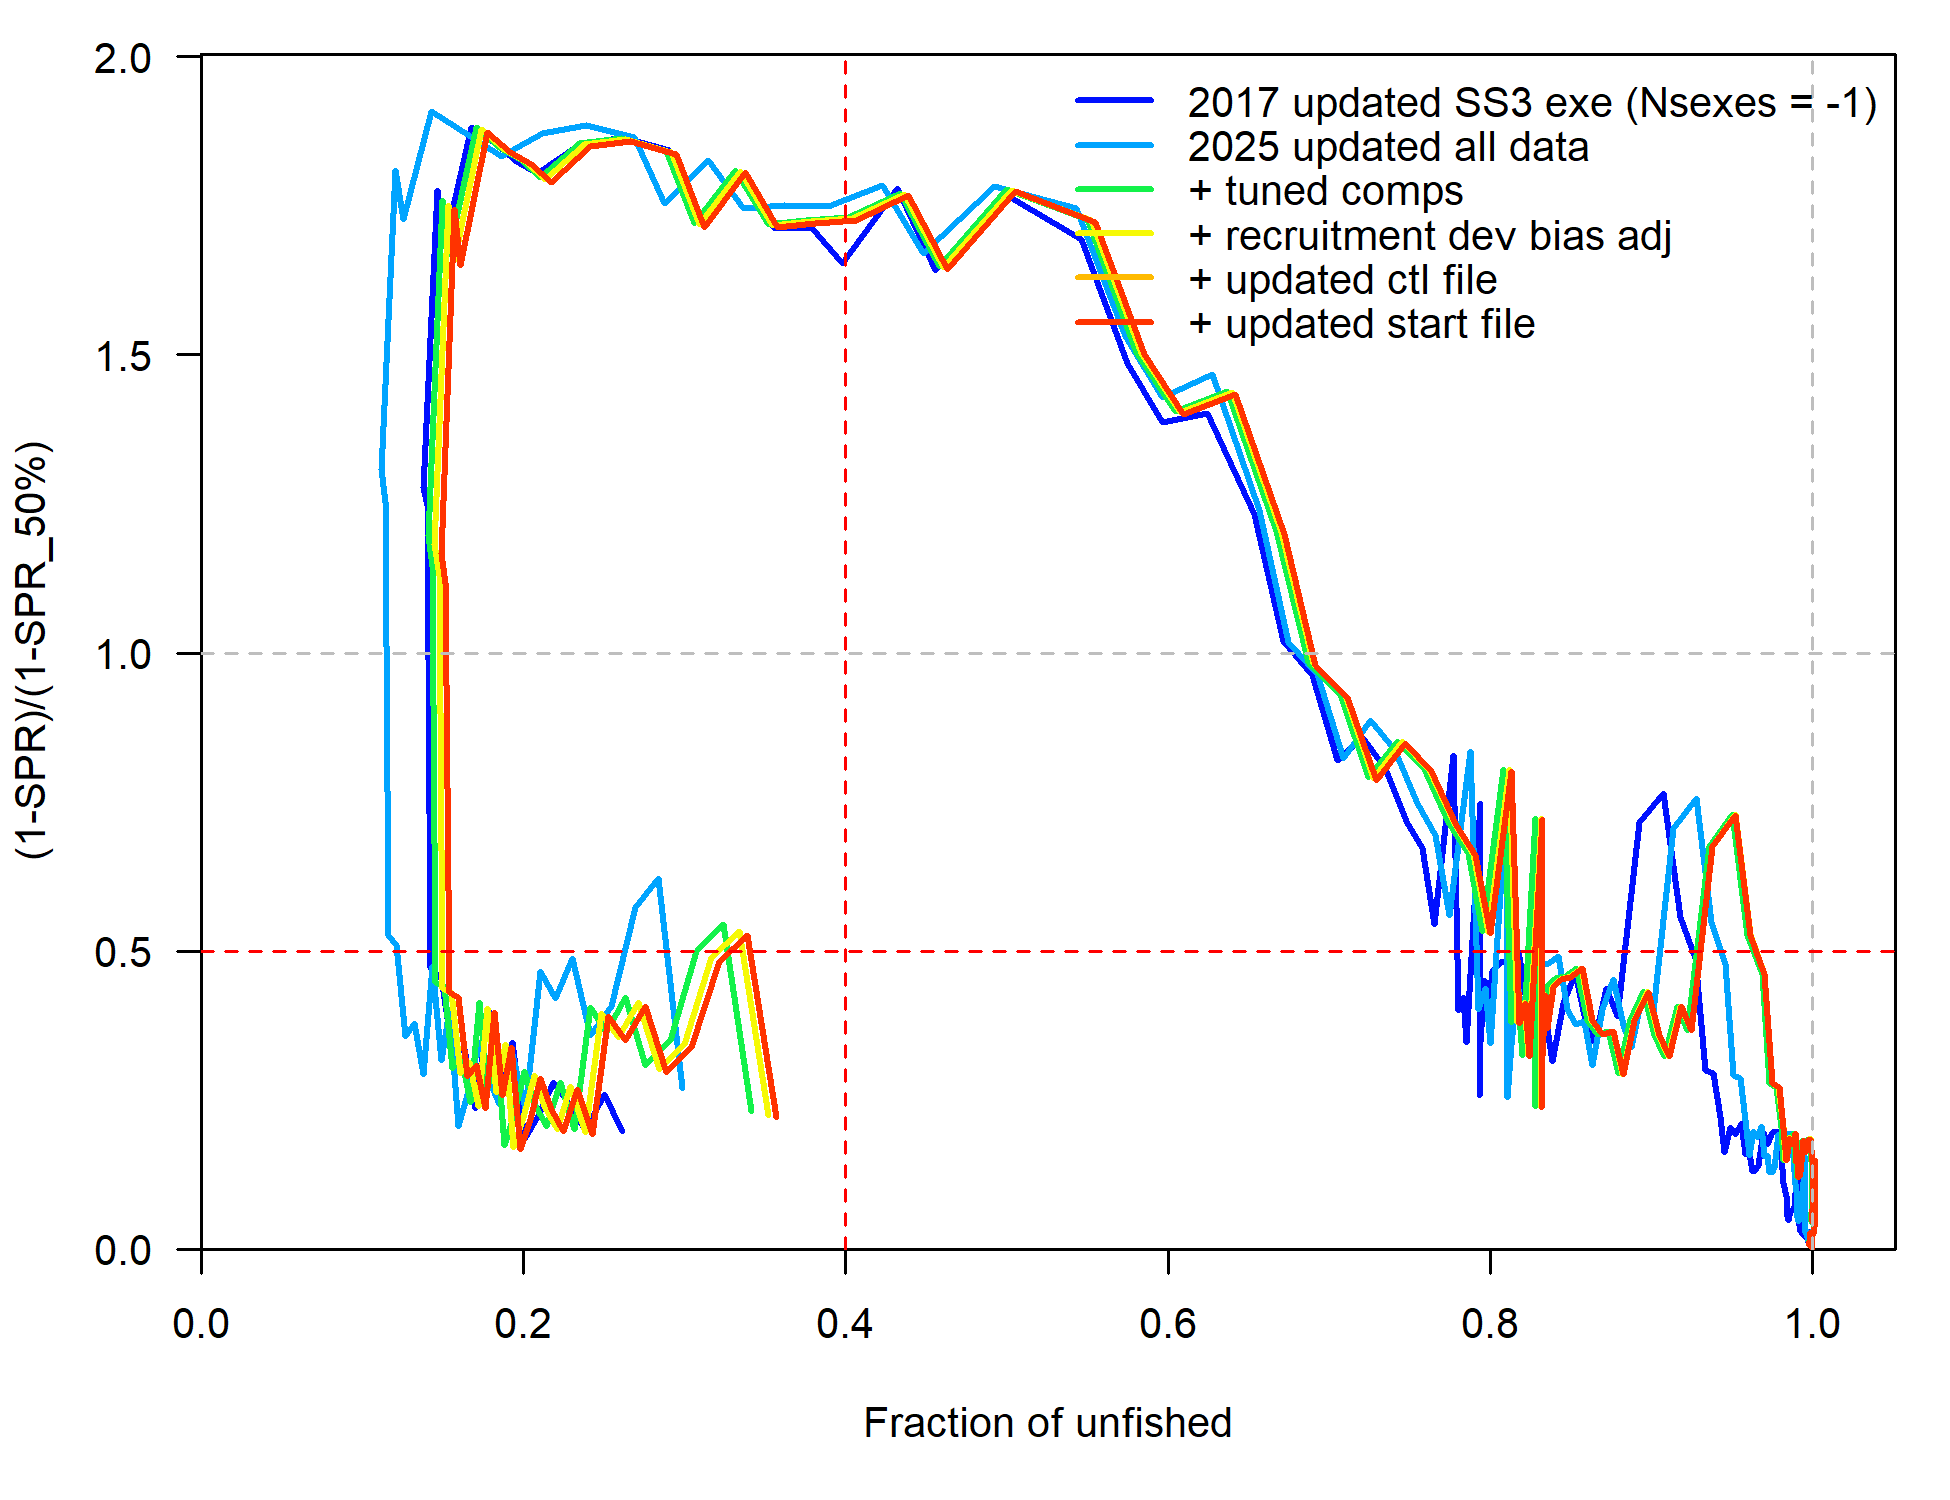 2.0
1.5
1.0
0.5
0.0
(1-SPR)/(1-SPR_50%)
2017 updated SS3 exe (Nsexes = -1)
2025 updated all data
+ tuned comps
+ recruitment dev bias adj
+ updated ctl file
+ updated start file
0.0 0.2 0.4 0.6 0.8 1.0
Fraction of unfished